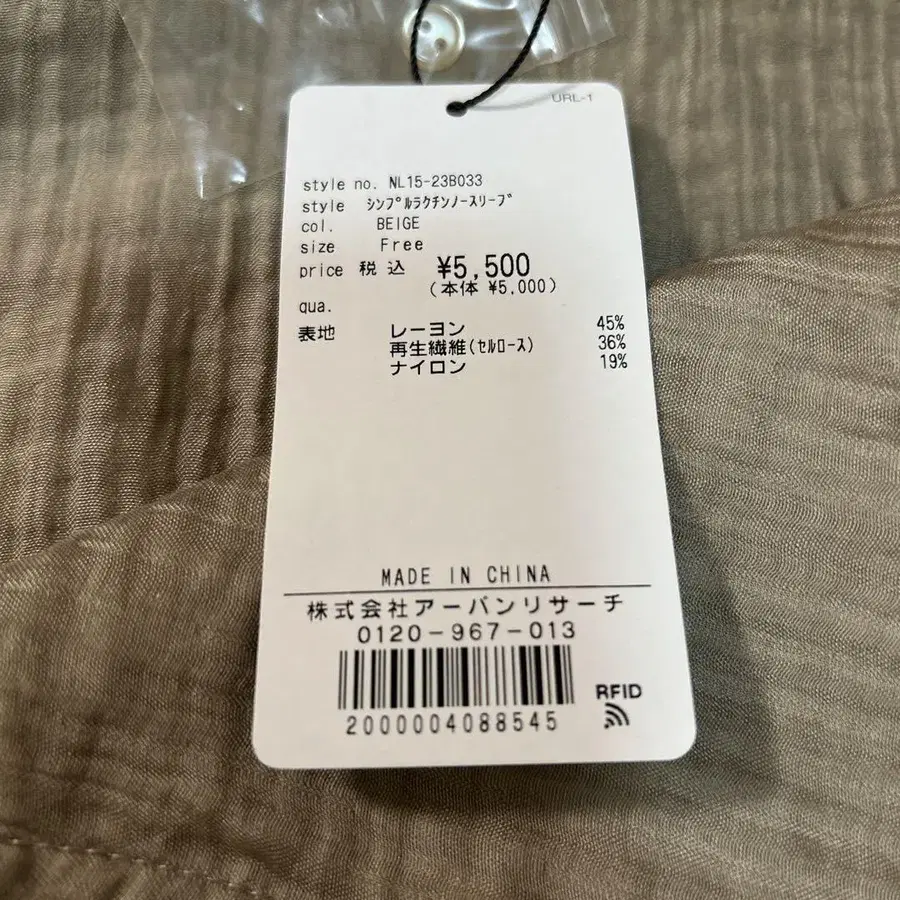 URL-1
style no. NL15-23B033
style ｼﾝﾌﾟﾙﾗｸﾁﾝﾉｰｽﾘｰﾌﾞ
col. BEIGE
size Free
price 税込 ¥5,500
(本体 ¥5,000)
qua.
表地 レーヨン 45%
再生繊維(ｾﾙﾛｰｽ) 36%
ナイロン 19%
MADE IN CHINA
株式会社アーバンリサーチ
0120-967-013
2000004088545
RFID